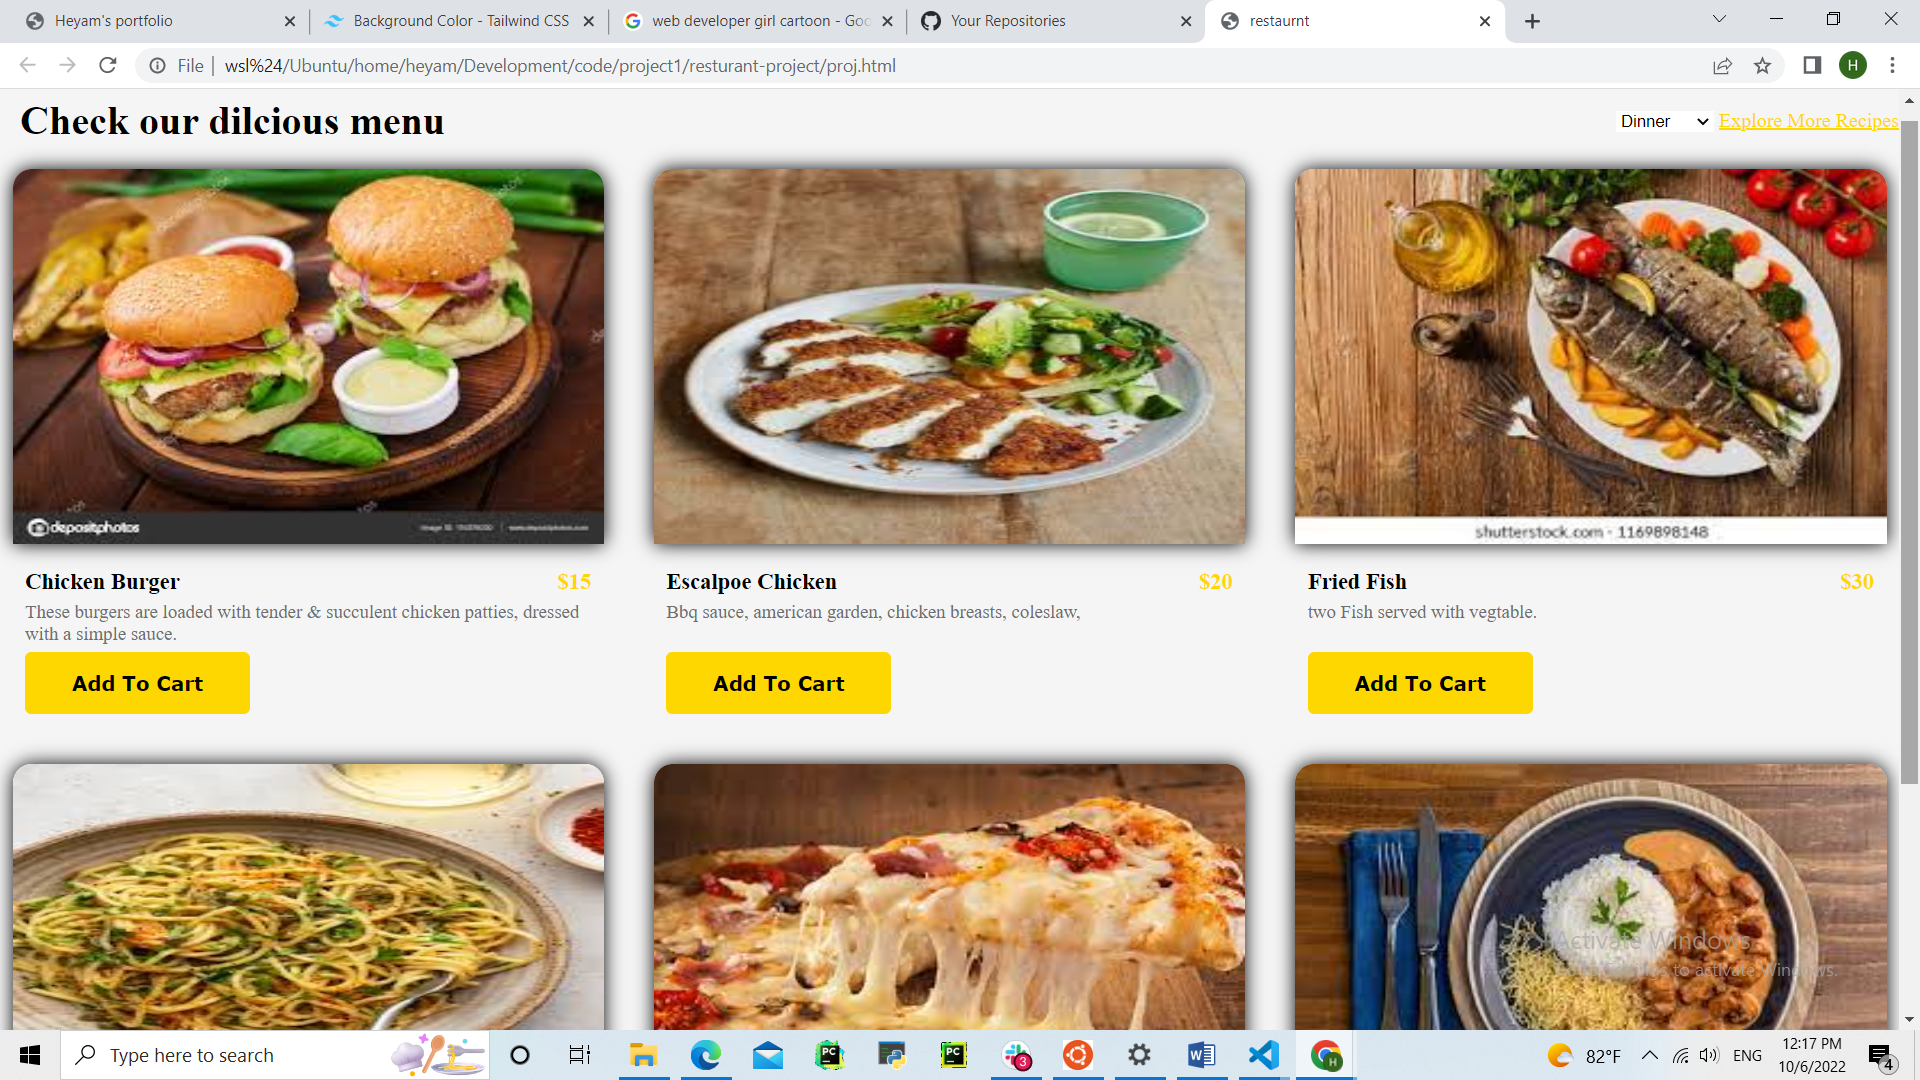 Heyam's portfolio
Background Color - Tailwind CSS
web developer girl cartoon - Goo
Your Repositories
restaurnt
File | wsl%24/Ubuntu/home/heyam/Development/code/project1/resturant-project/proj.html
H
Check our dilcious menu
Dinner
Explore More Recipes
depositphotos
shutterstock.com · 1169898148
Chicken Burger $15
These burgers are loaded with tender & succulent chicken patties, dressed
with a simple sauce.
Add To Cart
Escalpoe Chicken $20
Bbq sauce, american garden, chicken breasts, coleslaw,
Add To Cart
Fried Fish $30
two Fish served with vegtable.
Add To Cart
Activate Windows
to activate Windows.
Type here to search
PC
PC
3
W
H
82°F
ENG
12:17 PM
10/6/2022
4